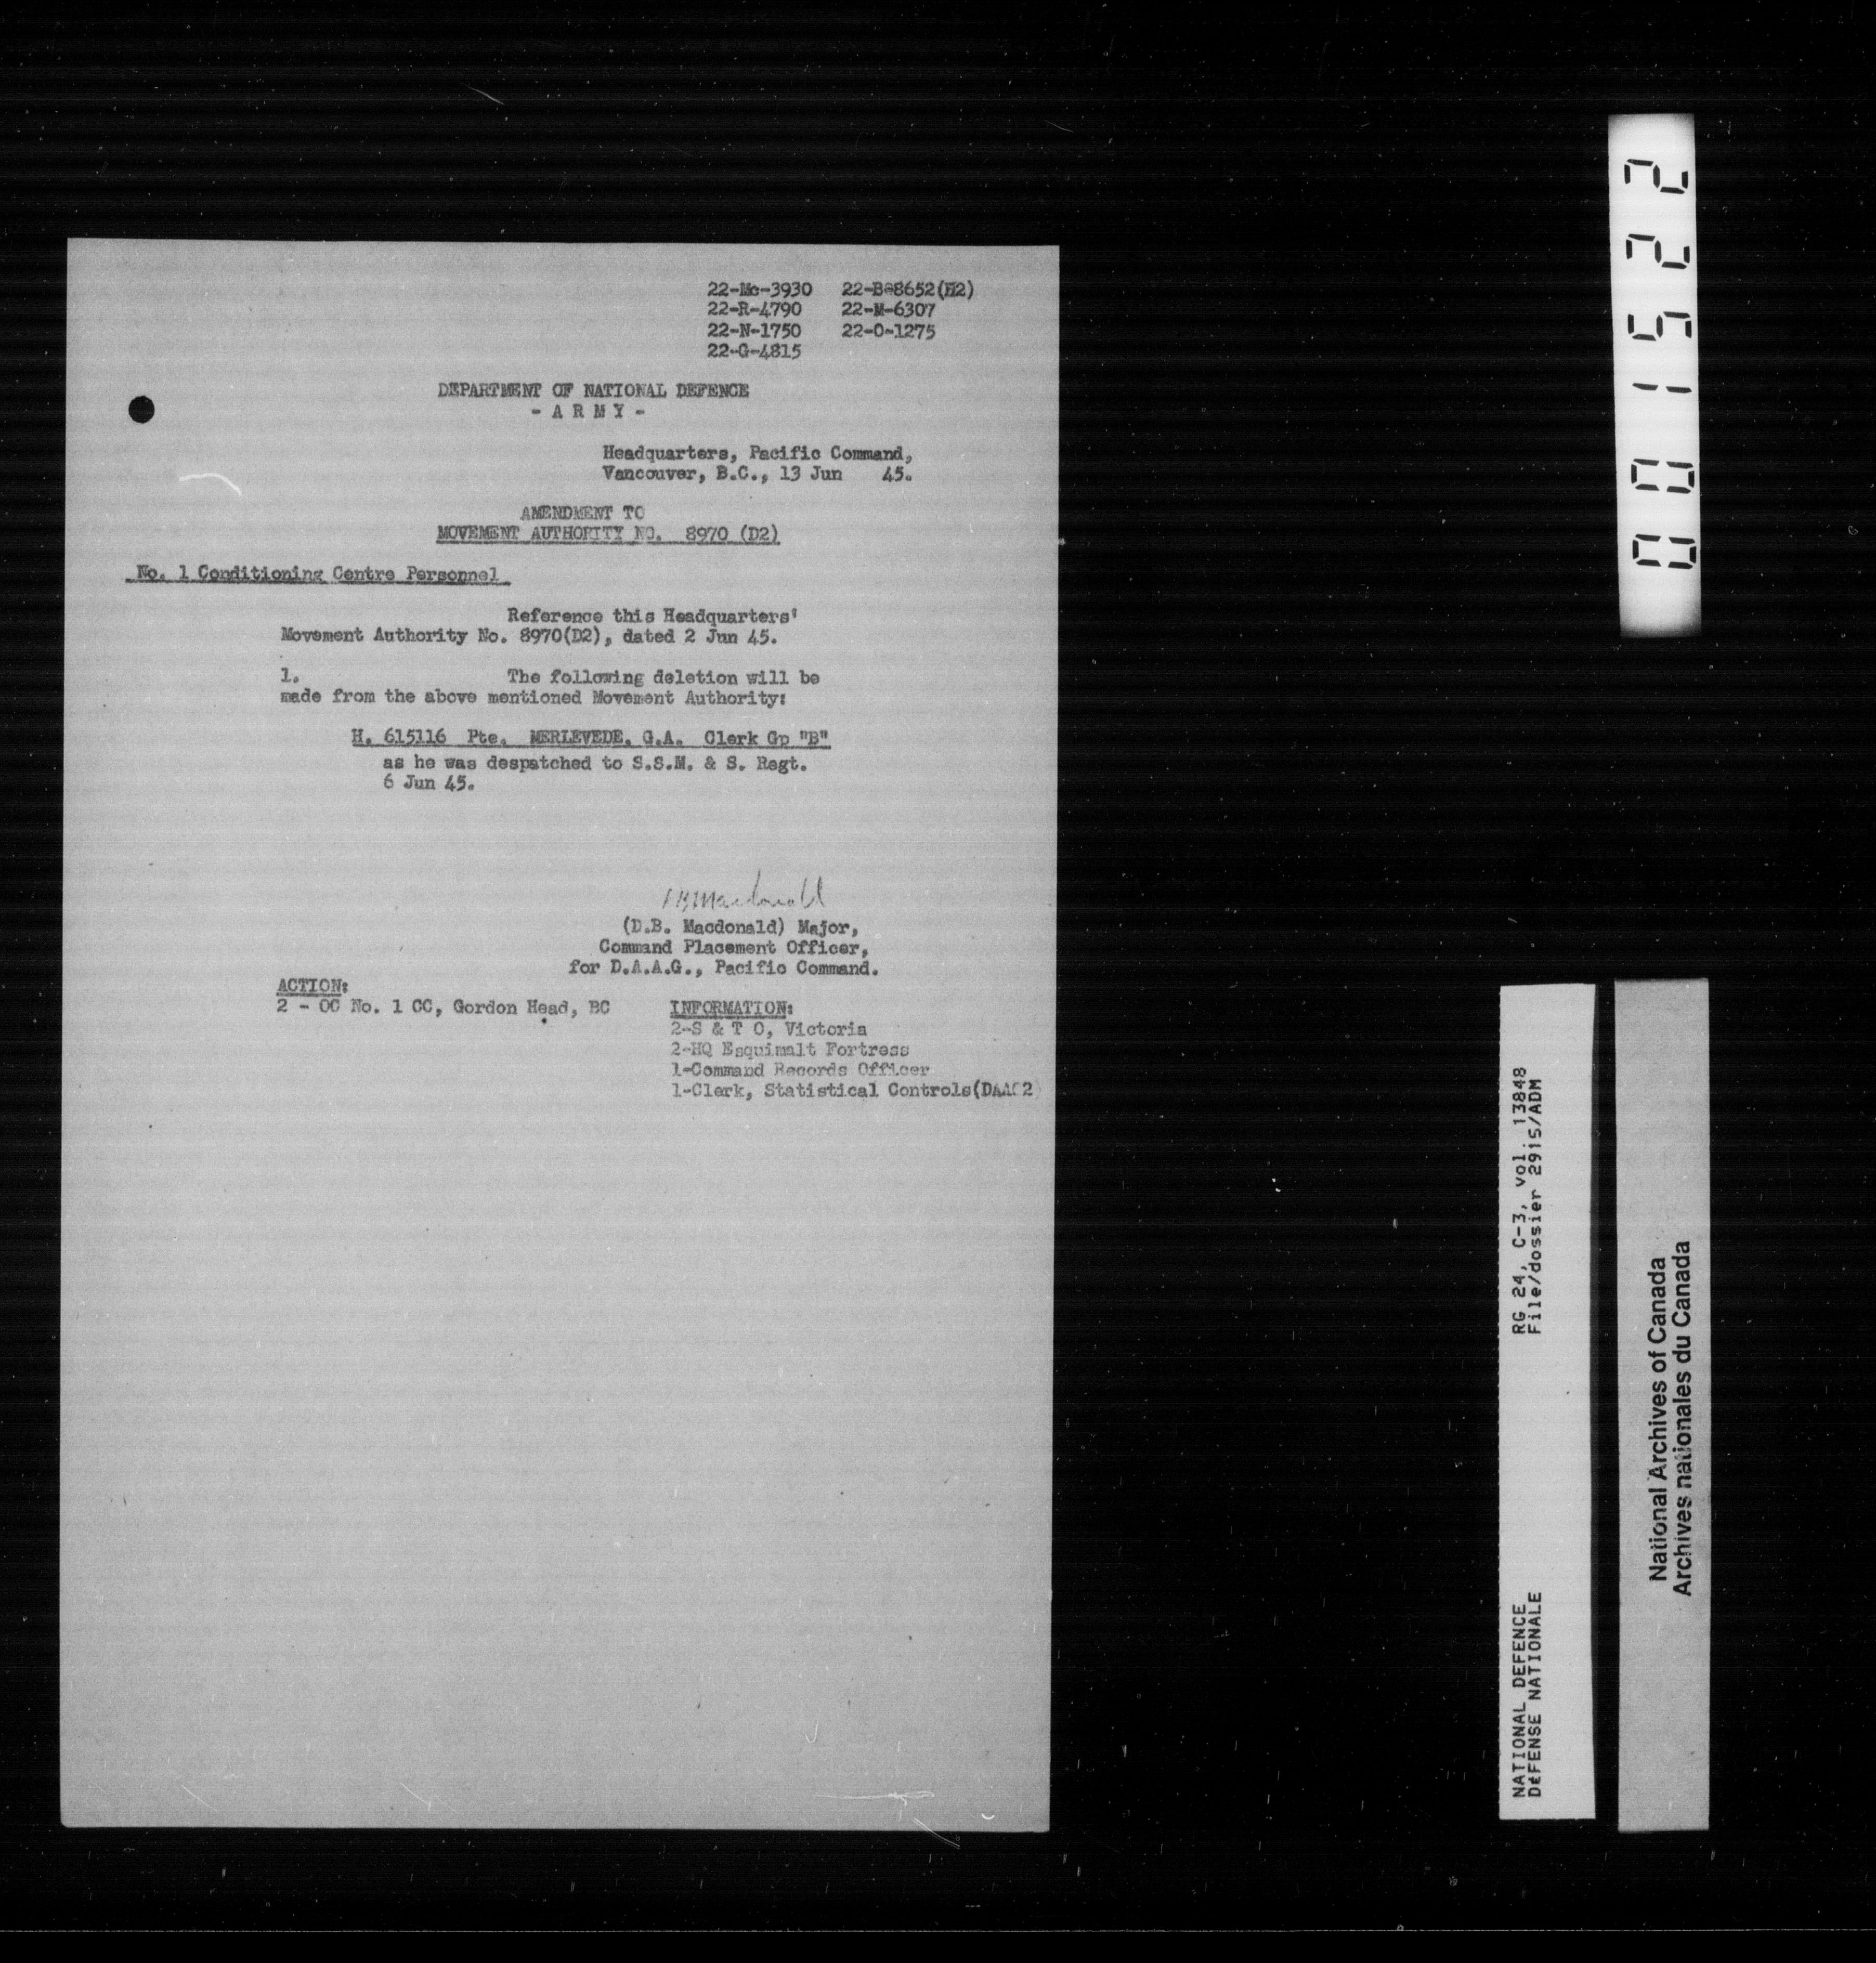 22-Mc-3930 22-B-8652(H2)
22-R-4790 22-M-6307
22-N-1750 22-O-1275
22-G-4815
DEPARTMENT OF NATIONAL DEFENCE
- A R M Y -
Headquarters, Pacific Command,
Vancouver, B.C., 13 Jun 45.
AMENDMENT TO
MOVEMENT AUTHORITY NO. 8970 (D2)
No. 1 Conditioning Centre Personnel
Reference this Headquarters'
Movement Authority No. 8970(D2), dated 2 Jun 45.
1. The following deletion will be
made from the above mentioned Movement Authority:
H. 615116 Pte. MERLEVEDE, G.A. Clerk Gp "B"
as he was despatched to S.S.M. & S. Regt.
6 Jun 45.
DBMacdonald
(D.B. Macdonald) Major,
Command Placement Officer,
for D.A.A.G., Pacific Command.
ACTION:
2 - OC No. 1 CC, Gordon Head, BC
INFORMATION:
2-S & T O, Victoria
2-HQ Esquimalt Fortress
1-Command Records Officer
1-Clerk, Statistical Controls(DAAG2)
001522
NATIONAL DEFENCE RG 24, C-3, vol. 13848
DÉFENSE NATIONALE File/dossier 2915/ADM
National Archives of Canada
Archives nationales du Canada